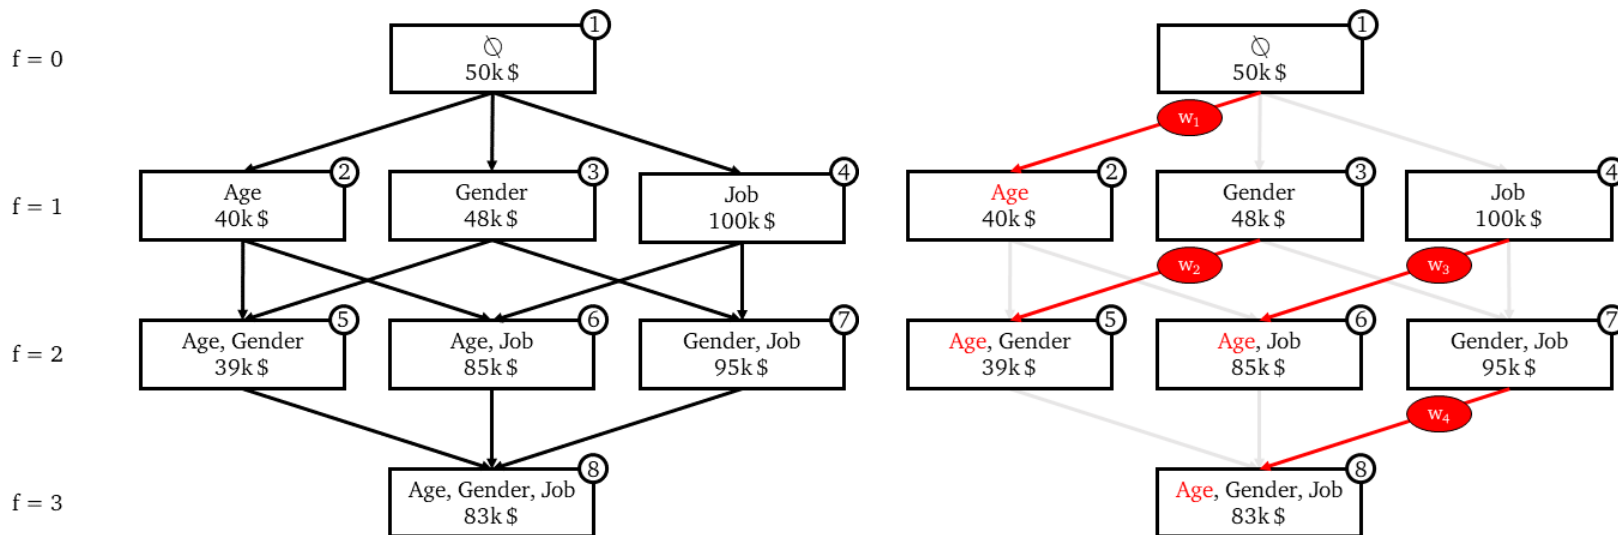 f = 0
1
∅
50k $
f = 1
2
Age
40k $
3
Gender
48k $
4
Job
100k $
f = 2
5
Age, Gender
39k $
6
Age, Job
85k $
7
Gender, Job
95k $
f = 3
8
Age, Gender, Job
83k $
1
∅
50k $
w₁
2
Age
40k $
3
Gender
48k $
4
Job
100k $
w₂
w₃
5
Age, Gender
39k $
6
Age, Job
85k $
7
Gender, Job
95k $
w₄
8
Age, Gender, Job
83k $